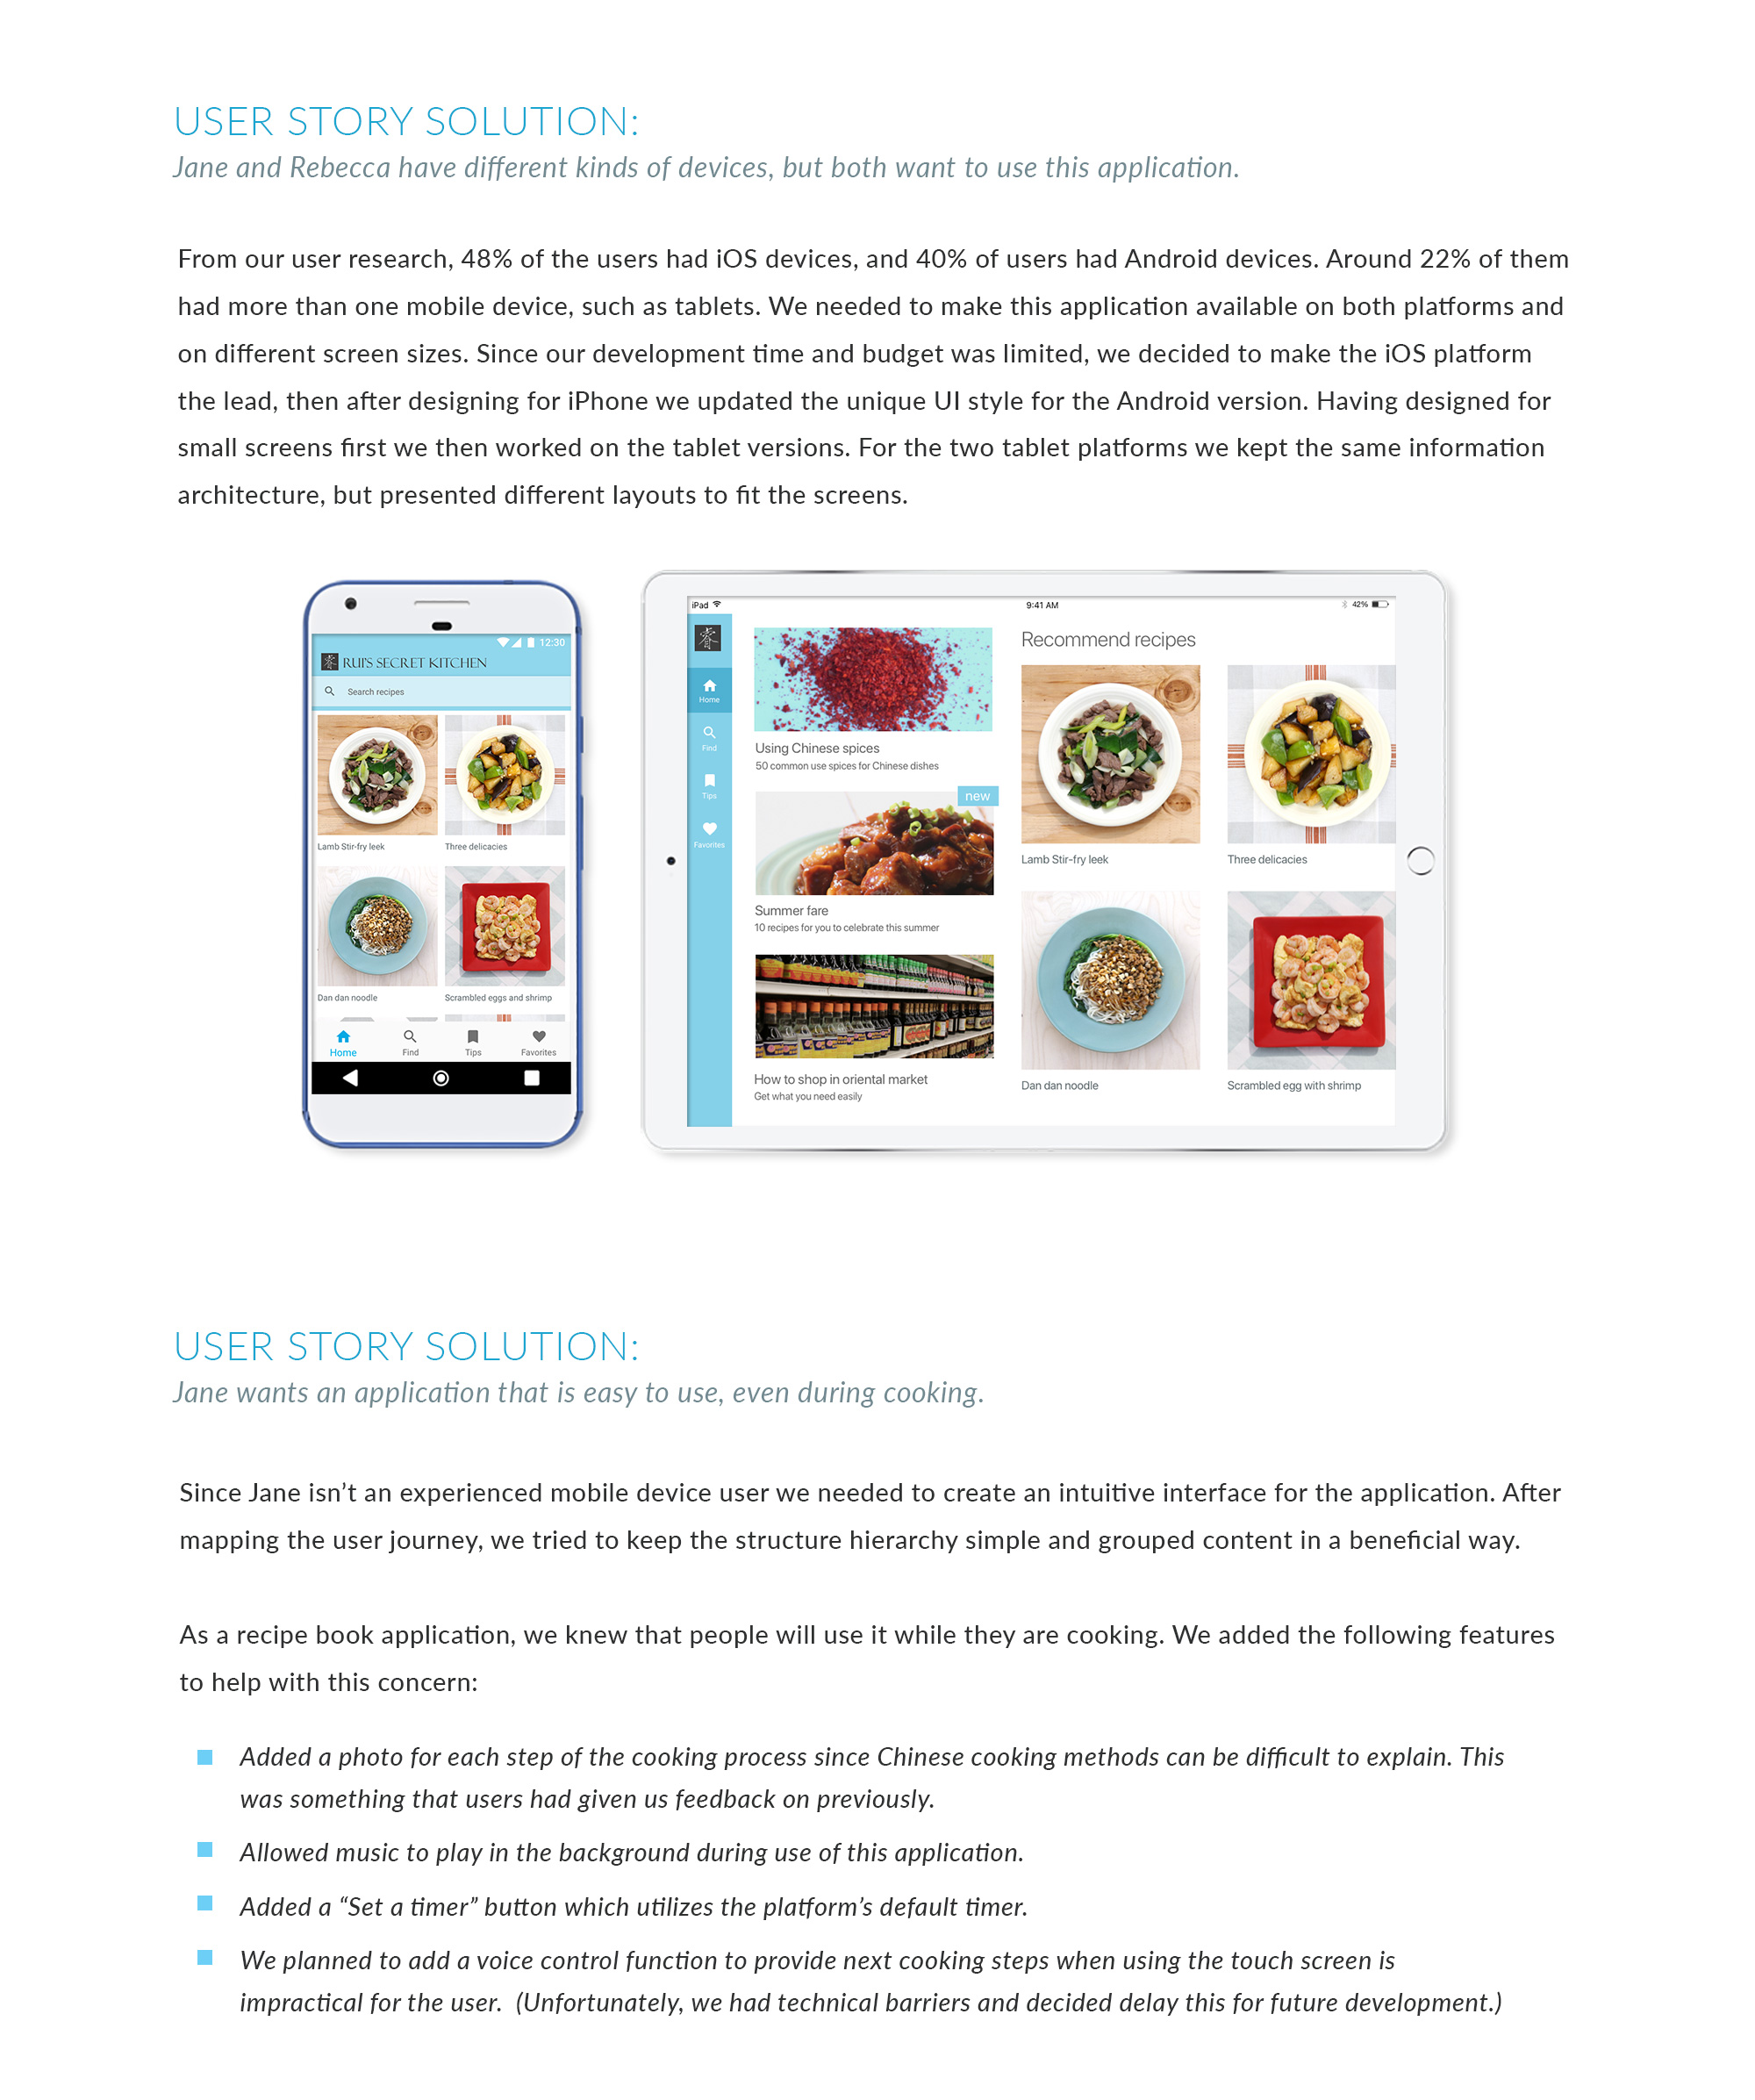 USER STORY SOLUTION:
Jane and Rebecca have different kinds of devices, but both want to use this application.
From our user research, 48% of the users had iOS devices, and 40% of users had Android devices. Around 22% of them
had more than one mobile device, such as tablets. We needed to make this application available on both platforms and
on different screen sizes. Since our development time and budget was limited, we decided to make the iOS platform
the lead, then after designing for iPhone we updated the unique UI style for the Android version. Having designed for
small screens first we then worked on the tablet versions. For the two tablet platforms we kept the same information
architecture, but presented different layouts to fit the screens.
12:30
RUI'S SECRET KITCHEN
Search recipes
Lamb Stir-fry leek
Three delicacies
Dan dan noodle
Scrambled eggs and shrimp
Home
Find
Tips
Favorites
iPad
9:41 AM
42%
Home
Find
Tips
Favorites
Using Chinese spices
50 common use spices for Chinese dishes
new
Summer fare
10 recipes for you to celebrate this summer
How to shop in oriental market
Get what you need easily
Recommend recipes
Lamb Stir-fry leek
Three delicacies
Dan dan noodle
Scrambled egg with shrimp
USER STORY SOLUTION:
Jane wants an application that is easy to use, even during cooking.
Since Jane isn't an experienced mobile device user we needed to create an intuitive interface for the application. After
mapping the user journey, we tried to keep the structure hierarchy simple and grouped content in a beneficial way.
As a recipe book application, we knew that people will use it while they are cooking. We added the following features
to help with this concern:
Added a photo for each step of the cooking process since Chinese cooking methods can be difficult to explain. This
was something that users had given us feedback on previously.
Allowed music to play in the background during use of this application.
Added a “Set a timer” button which utilizes the platform's default timer.
We planned to add a voice control function to provide next cooking steps when using the touch screen is
impractical for the user.  (Unfortunately, we had technical barriers and decided delay this for future development.)